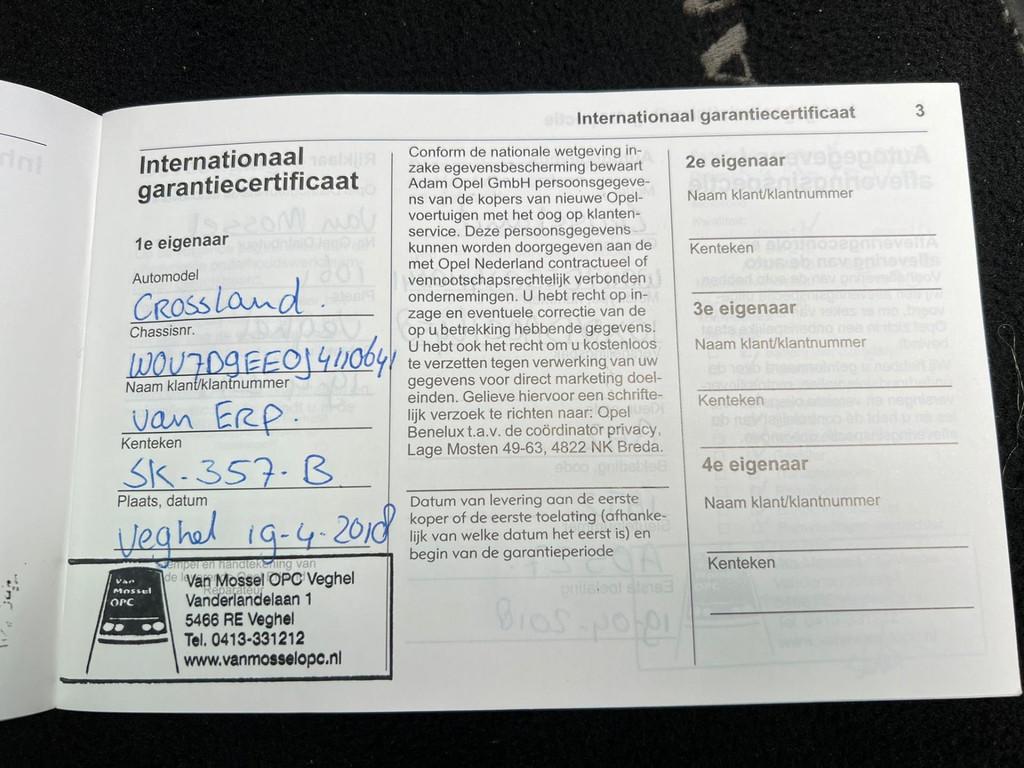 Internationaal garantiecertificaat 3
Internationaal
garantiecertificaat
1e eigenaar
Automodel
Crossland.
Chassisnr.
W0V7D9EE0J4110641
Naam klant/klantnummer
van ERP.
Kenteken
SK-357-B
Plaats, datum
Veghel 19-4-2018
Van
Mossel
OPC
Van Mossel OPC Veghel
Vanderlandelaan 1
5466 RE Veghel
Tel. 0413-331212
www.vanmosselopc.nl
Conform de nationale wetgeving in-
zake egevensbescherming bewaart
Adam Opel GmbH persoonsgegeve-
ns van de kopers van nieuwe Opel-
voertuigen met het oog op klanten-
service. Deze persoonsgegevens
kunnen worden doorgegeven aan de
met Opel Nederland contractueel of
vennootschapsrechtelijk verbonden
ondernemingen. U hebt recht op in-
zage en eventuele correctie van de
op u betrekking hebbende gegevens.
U hebt ook het recht om u kostenloos
te verzetten tegen verwerking van uw
gegevens voor direct marketing doel-
einden. Gelieve hiervoor een schrifte-
lijk verzoek te richten naar: Opel
Benelux t.a.v. de coördinator privacy,
Lage Mosten 49-63, 4822 NK Breda.
Datum van levering aan de eerste
koper of de eerste toelating (afhanke-
lijk van welke datum het eerst is) en
begin van de garantieperiode
2e eigenaar
Naam klant/klantnummer
Kenteken
3e eigenaar
Naam klant/klantnummer
Kenteken
4e eigenaar
Naam klant/klantnummer
Kenteken